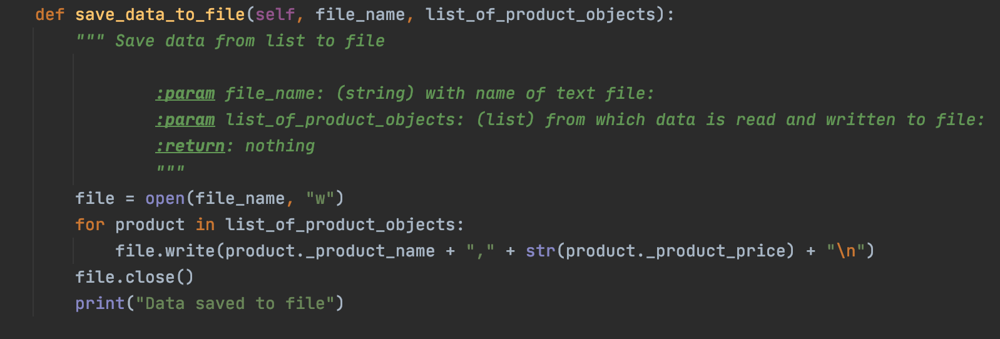 def save_data_to_file(self, file_name, list_of_product_objects):
""" Save data from list to file
:param file_name: (string) with name of text file:
:param list_of_product_objects: (list) from which data is read and written to file:
:return: nothing
"""
file = open(file_name, "w")
for product in list_of_product_objects:
file.write(product._product_name + "," + str(product._product_price) + "\n")
file.close()
print("Data saved to file")